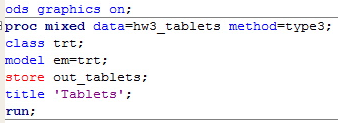 ods graphics on;
proc mixed data=hw3_tablets method=type3;
class trt;
model em=trt;
store out_tablets;
title 'Tablets';
run;